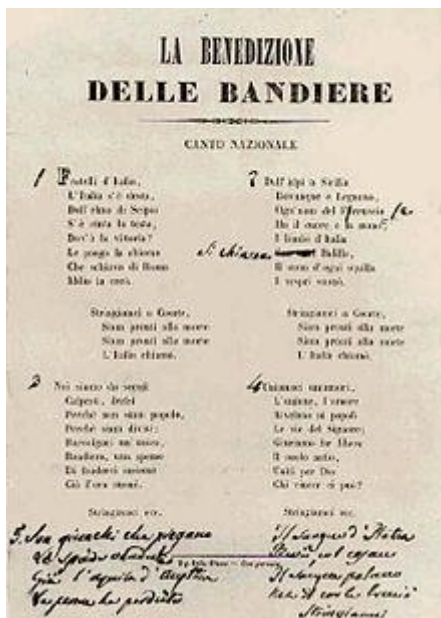 LA BENEDIZIONE
DELLE BANDIERE
CANTO NAZIONALE
1 Fratelli d'Italia,
L'Italia s'è desta,
Dell'elmo di Scipio
S'è cinta la testa,
Dov'è la vittoria?
Le porga la chioma
Che schiava di Roma
Iddio la creò.
Stringiamci a Coorte,
Siam pronti alla morte
Siam pronti alla morte
L'Italia chiamò.
Dall'alpi a Sicilia
Dovunque è Legnano,
Ogn'uom del
Ha il cuore e la mano,
I bimbi d'Italia
Si chiaman Balilla,
Il suon d'ogni squilla
I vespri suonò.
Stringiamci a Coorte,
Siam pronti alla morte
Siam pronti alla morte
L'Italia chiamò.
3 Noi siamo da secoli
Calpesti, derisi
Perchè non siam popolo,
Perchè siam divisi;
Raccolgaci un'unica
Bandiera, una speme
Di fonderci insieme
Già l'ora suonò.
Stringiamci ecc.
4 Uniamoci amiamoci,
L'unione, l'amore
Rivelano ai popoli
Le vie del Signore;
Giuriamo far libero
Il suolo natio,
Uniti per Dio
Chi vincer ci può?
Stringiamci ecc.
5. Son giunchi che piegano
Le spade vendute
Già l'aquila d'Austria
Le penne ha perdute
Il sangue d'Italia
col cosacco
Il sangue polacco
Stringiamci